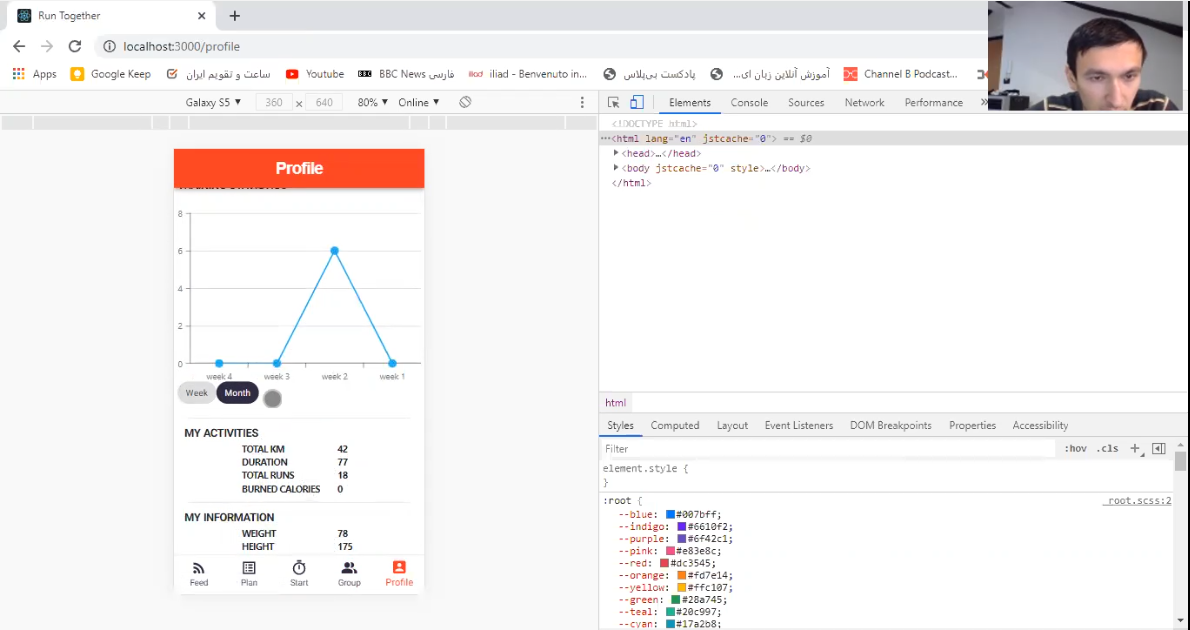 Run Together
localhost:3000/profile
Apps Google Keep ساعت و تقویم ایران Youtube BBC NEWS BBC News فارسی iliad iliad - Benvenuto in... پادکست بی‌پلاس آموزش آنلاین زبان ای... Channel B Podcast...
Galaxy S5 ▼ 360 x 640 80% ▼ Online ▼
Elements Console Sources Network Performance »
<!DOCTYPE html>
<html lang="en" jstcache="0"> == $0
<head>…</head>
<body jstcache="0" style>…</body>
</html>
Profile
8
6
4
2
0
week 4 week 3 week 2 week 1
Week Month
MY ACTIVITIES
TOTAL KM 42
DURATION 77
TOTAL RUNS 18
BURNED CALORIES 0
MY INFORMATION
WEIGHT 78
HEIGHT 175
Feed Plan Start Group Profile
html
Styles Computed Layout Event Listeners DOM Breakpoints Properties Accessibility
Filter :hov .cls +
element.style {
}
:root { _root.scss:2
--blue: #007bff;
--indigo: #6610f2;
--purple: #6f42c1;
--pink: #e83e8c;
--red: #dc3545;
--orange: #fd7e14;
--yellow: #ffc107;
--green: #28a745;
--teal: #20c997;
--cyan: #17a2b8;